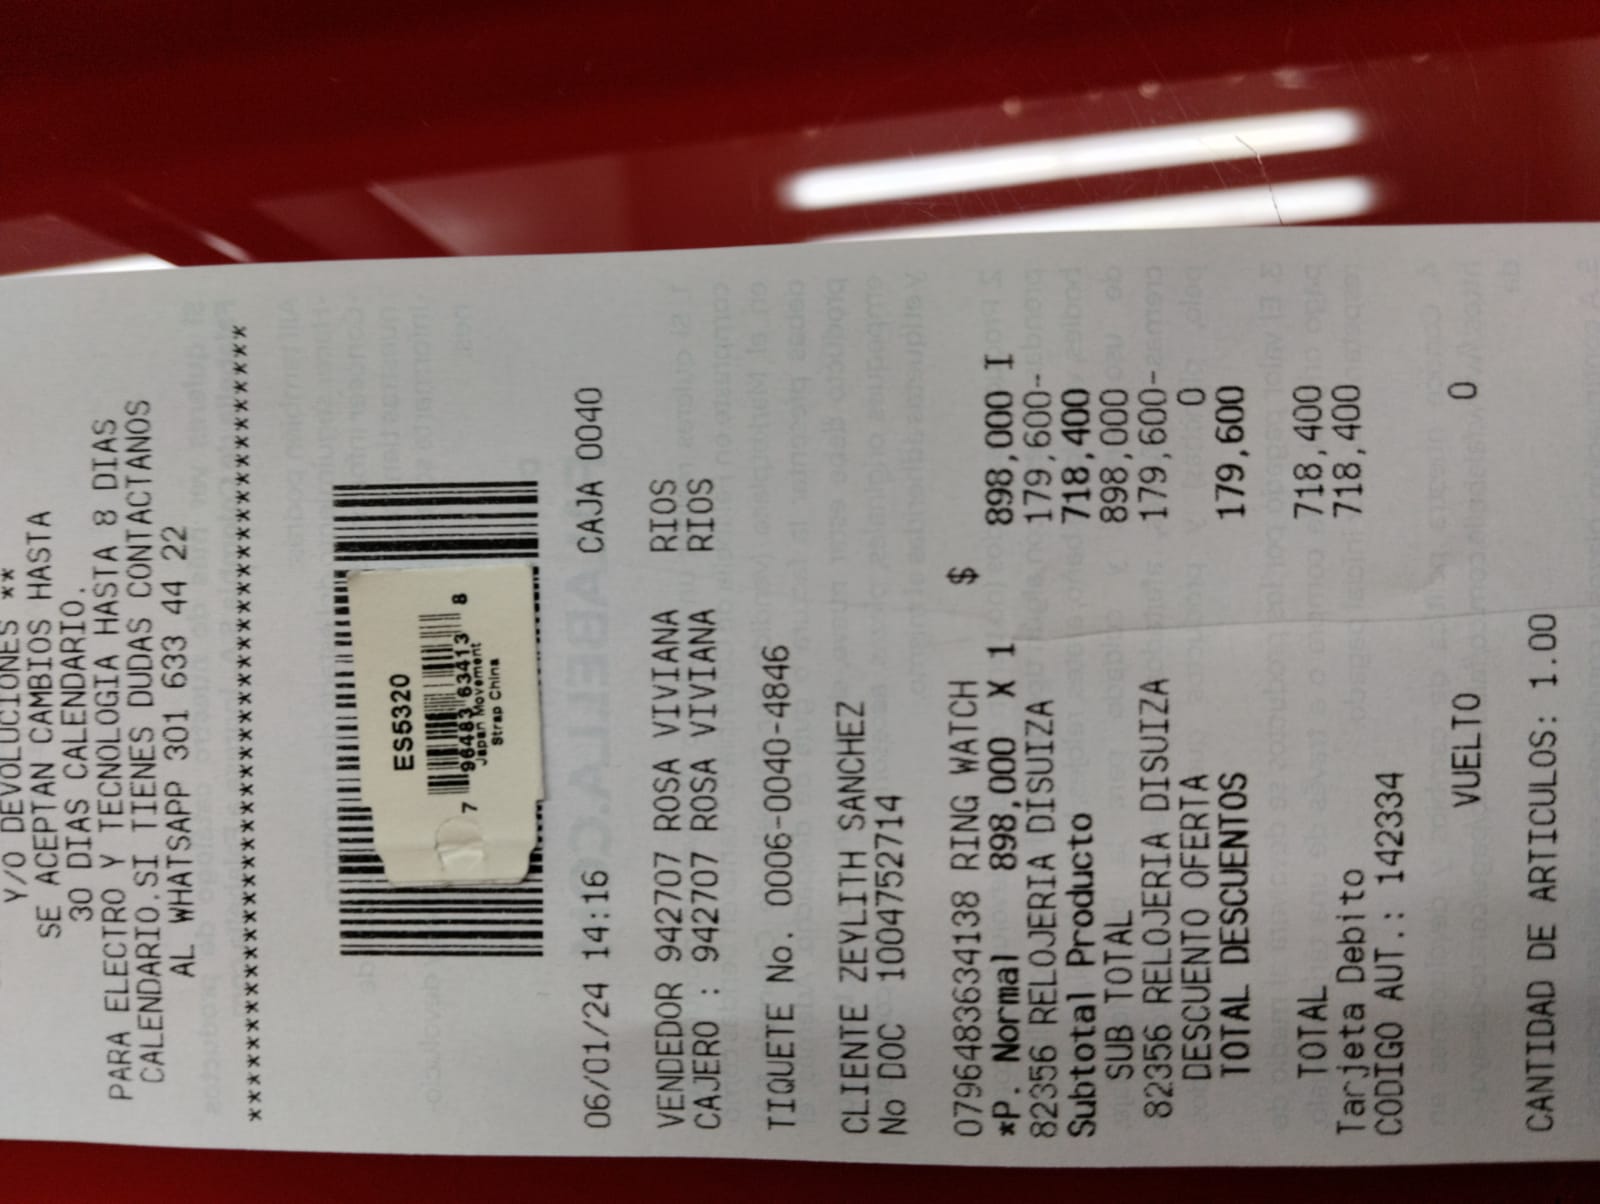 Y/O DEVOLUCIONES **
SE ACEPTAN CAMBIOS HASTA
30 DIAS CALENDARIO.
PARA ELECTRO Y TECNOLOGIA HASTA 8 DIAS
CALENDARIO.SI TIENES DUDAS CONTACTANOS
AL WHATSAPP 301 633 44 22
ES5320
7 96483 63413 8
Japan Movement
Strap China
06/01/24 14:16 CAJA 0040
VENDEDOR 942707 ROSA VIVIANA RIOS
CAJERO : 942707 ROSA VIVIANA RIOS
TIQUETE No. 0006-0040-4846
CLIENTE ZEYLITH SANCHEZ
No DOC 1004752714
$
0796483634138 RING WATCH
*P. Normal 898,000 X 1 898,000 I
82356 RELOJERIA DISUIZA 179,600-
Subtotal Producto 718,400
SUB TOTAL 898,000
82356 RELOJERIA DISUIZA 179,600-
DESCUENTO OFERTA 0
TOTAL DESCUENTOS 179,600
TOTAL 718,400
Tarjeta Debito 718,400
CODIGO AUT.: 142334
VUELTO 0
CANTIDAD DE ARTICULOS: 1.00